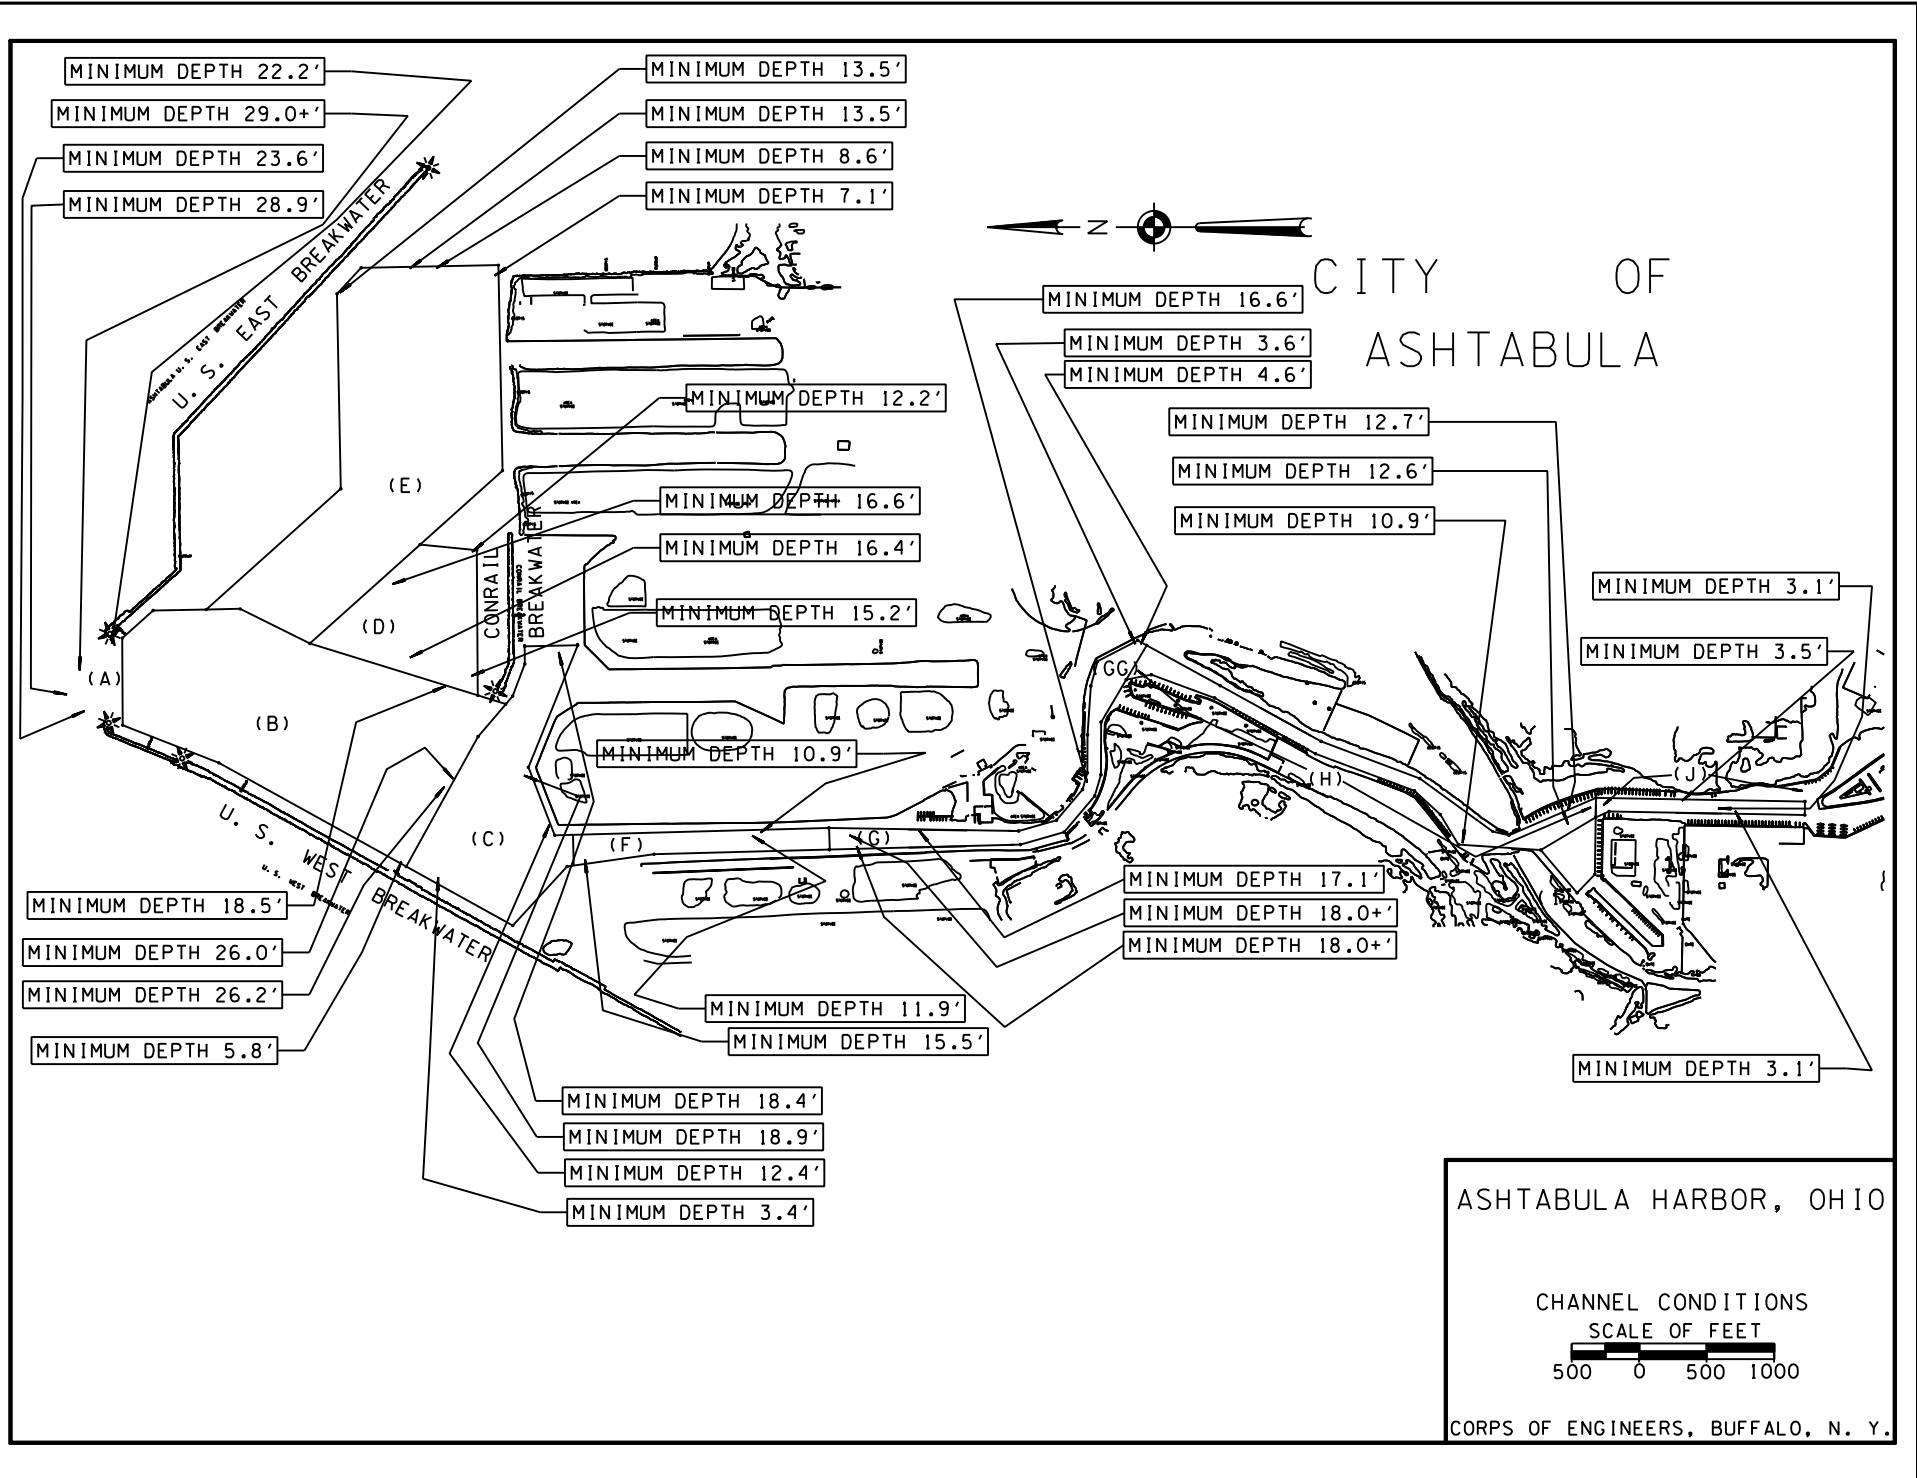 MINIMUM DEPTH 22.2'
MINIMUM DEPTH 29.0+'
MINIMUM DEPTH 23.6'
MINIMUM DEPTH 28.9'
MINIMUM DEPTH 13.5'
MINIMUM DEPTH 13.5'
MINIMUM DEPTH 8.6'
MINIMUM DEPTH 7.1'
U. S. EAST BREAKWATER
ASHTABULA U. S. EAST BREAKWATER
N
CITY OF
ASHTABULA
MINIMUM DEPTH 16.6'
MINIMUM DEPTH 3.6'
MINIMUM DEPTH 4.6'
MINIMUM DEPTH 12.2'
MINIMUM DEPTH 12.7'
MINIMUM DEPTH 12.6'
MINIMUM DEPTH 10.9'
MINIMUM DEPTH 16.6'
MINIMUM DEPTH 16.4'
MINIMUM DEPTH 15.2'
MINIMUM DEPTH 3.1'
MINIMUM DEPTH 3.5'
(E)
(D)
CONRAIL
BREAKWATER
CONRAIL BREAKWATER
(A)
(B)
(GG)
(H)
(J)
MINIMUM DEPTH 10.9'
(C)
(F)
(G)
U. S. WEST BREAKWATER
U. S. WEST BREAKWATER
MINIMUM DEPTH 18.5'
MINIMUM DEPTH 26.0'
MINIMUM DEPTH 26.2'
MINIMUM DEPTH 5.8'
MINIMUM DEPTH 17.1'
MINIMUM DEPTH 18.0+'
MINIMUM DEPTH 18.0+'
MINIMUM DEPTH 11.9'
MINIMUM DEPTH 15.5'
MINIMUM DEPTH 3.1'
MINIMUM DEPTH 18.4'
MINIMUM DEPTH 18.9'
MINIMUM DEPTH 12.4'
MINIMUM DEPTH 3.4'
ASHTABULA HARBOR, OHIO
CHANNEL CONDITIONS
SCALE OF FEET
500 0 500 1000
CORPS OF ENGINEERS, BUFFALO, N. Y.